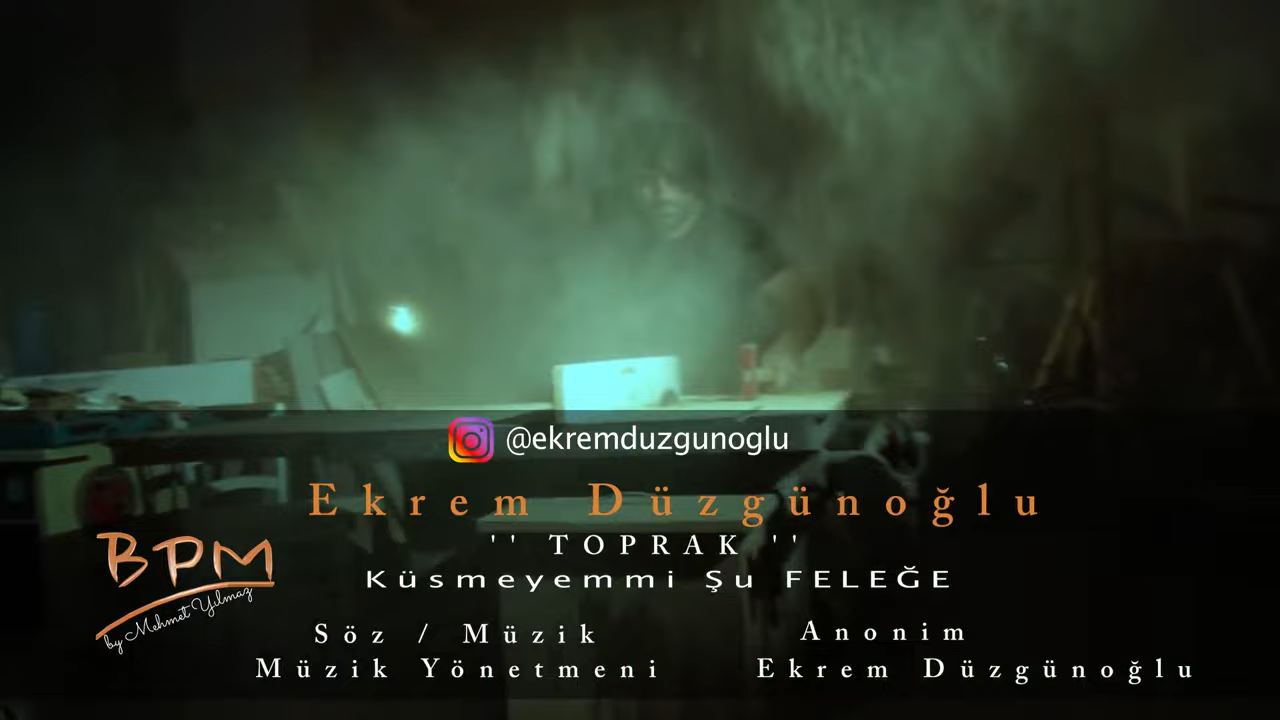 @ekremduzgunoglu
Ekrem Düzgünoğlu
'' TOPRAK ''
Küsmeyemmi Şu FELEĞE
BPM
by Mehmet Yılmaz
Söz / Müzik Anonim
Müzik Yönetmeni Ekrem Düzgünoğlu